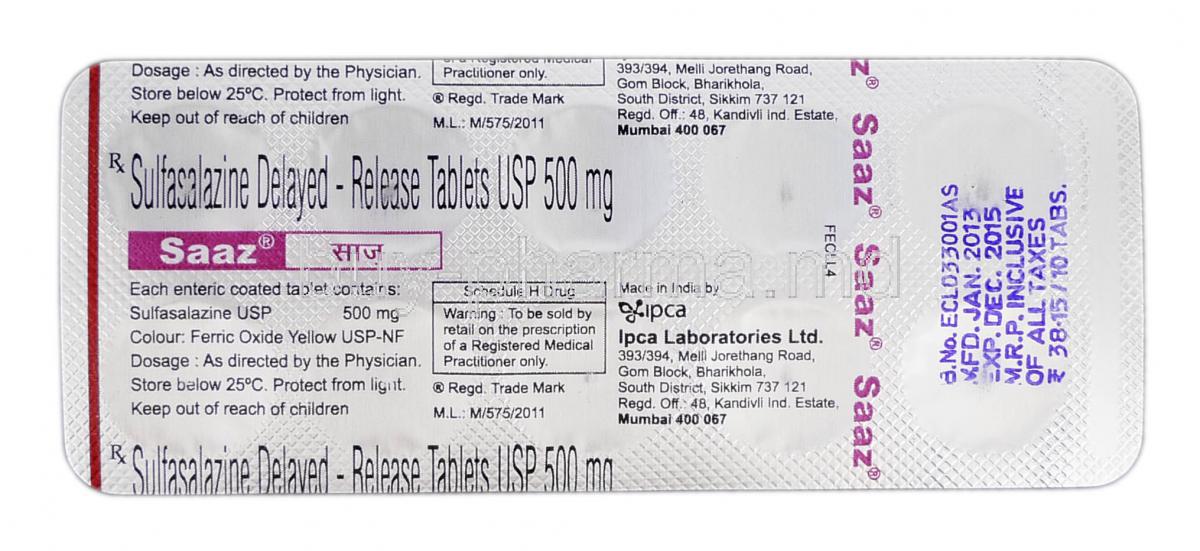 of a Registered Medical
Practitioner only.
Dosage : As directed by the Physician.
Store below 25ºC. Protect from light.
Keep out of reach of children
® Regd. Trade Mark
M.L.: M/575/2011
393/394, Melli Jorethang Road,
Gom Block, Bharikhola,
South District, Sikkim 737 121
Regd. Off.: 48, Kandivli Ind. Estate,
Mumbai 400 067
Rx Sulfasalazine Delayed - Release Tablets USP 500 mg
Saaz® साज़
Each enteric coated tablet contains:
Sulfasalazine USP 500 mg
Colour: Ferric Oxide Yellow USP-NF
Dosage : As directed by the Physician.
Store below 25ºC. Protect from light.
Keep out of reach of children
Schedule H Drug
Warning : To be sold by
retail on the prescription
of a Registered Medical
Practitioner only.
® Regd. Trade Mark
M.L.: M/575/2011
Made in India by
ipca
Ipca Laboratories Ltd.
393/394, Melli Jorethang Road,
Gom Block, Bharikhola,
South District, Sikkim 737 121
Regd. Off.: 48, Kandivli Ind. Estate,
Mumbai 400 067
Rx Sulfasalazine Delayed - Release Tablets USP 500 mg
z® Saaz® Saaz® Saaz®
B.No. ECL033001AS
MFD. JAN. 2013
EXP. DEC. 2015
M.R.P. INCLUSIVE
OF ALL TAXES
₹ 38.15 / 10 TABS.